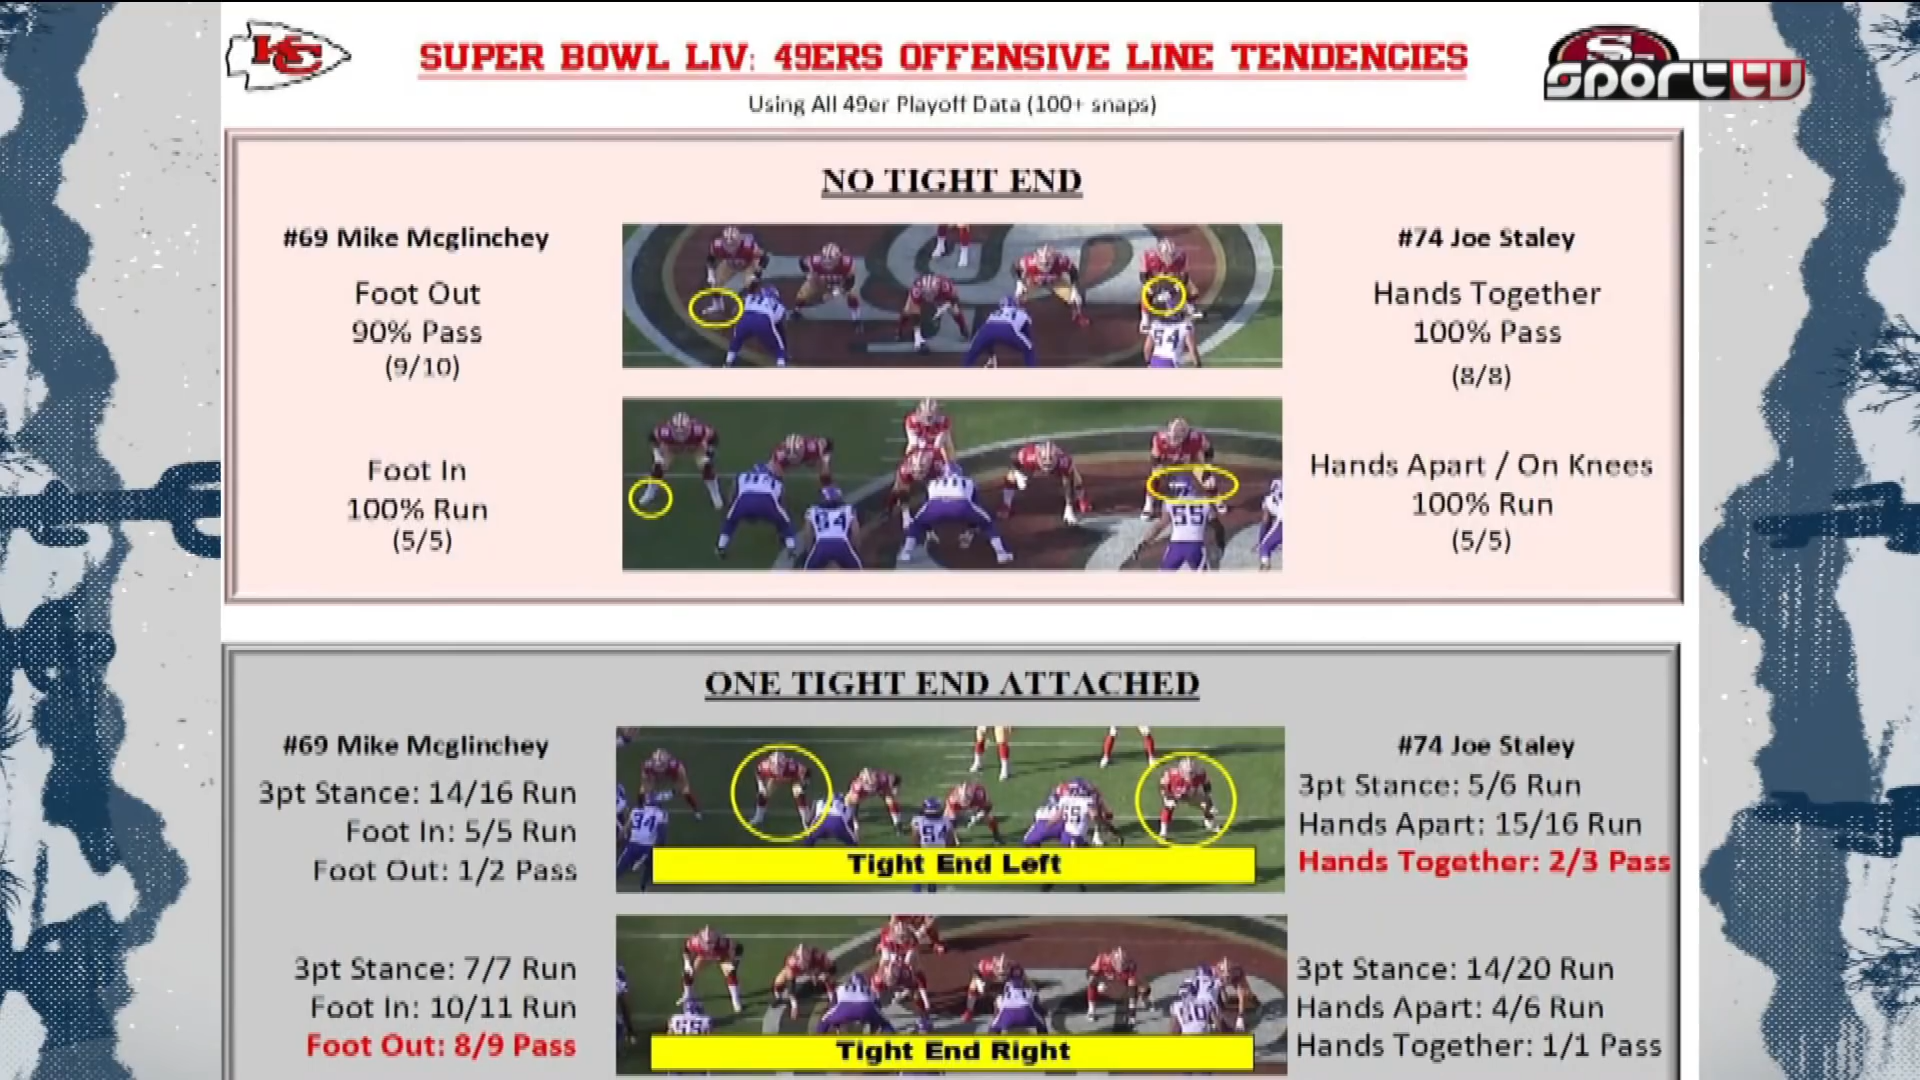 KC
SUPER BOWL LIV: 49ERS OFFENSIVE LINE TENDENCIES
sport tv
Using All 49er Playoff Data (100+ snaps)
NO TIGHT END
#69 Mike Mcglinchey
Foot Out
90% Pass
(9/10)
Foot In
100% Run
(5/5)
54
94
55
#74 Joe Staley
Hands Together
100% Pass
(8/8)
Hands Apart / On Knees
100% Run
(5/5)
ONE TIGHT END ATTACHED
#69 Mike Mcglinchey
3pt Stance: 14/16 Run
Foot In: 5/5 Run
Foot Out: 1/2 Pass
Tight End Left
#74 Joe Staley
3pt Stance: 5/6 Run
Hands Apart: 15/16 Run
Hands Together: 2/3 Pass
3pt Stance: 7/7 Run
Foot In: 10/11 Run
Foot Out: 8/9 Pass
Tight End Right
3pt Stance: 14/20 Run
Hands Apart: 4/6 Run
Hands Together: 1/1 Pass